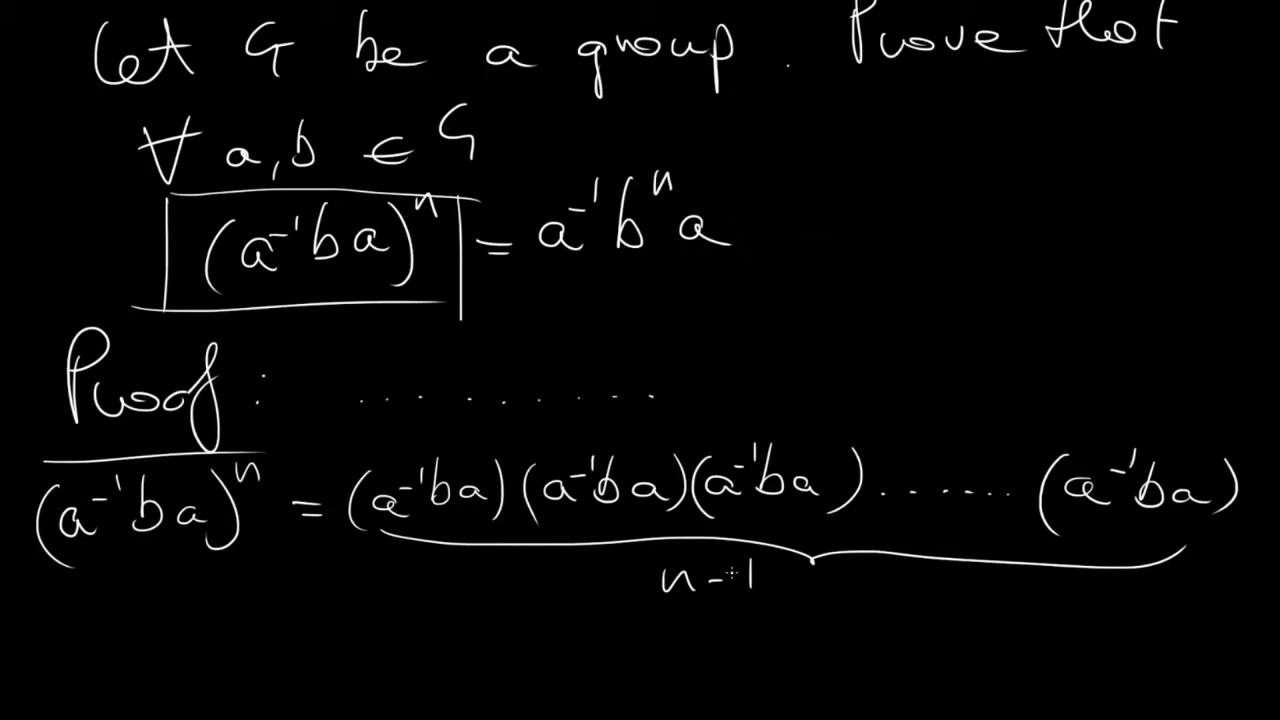 Let G be a group. Prove that
∀ a, b ∈ G
(a⁻¹ba)ⁿ = a⁻¹bⁿa
Proof: ..........
(a⁻¹ba)ⁿ = (a⁻¹ba)(a⁻¹ba)(a⁻¹ba)......(a⁻¹ba)
n-1